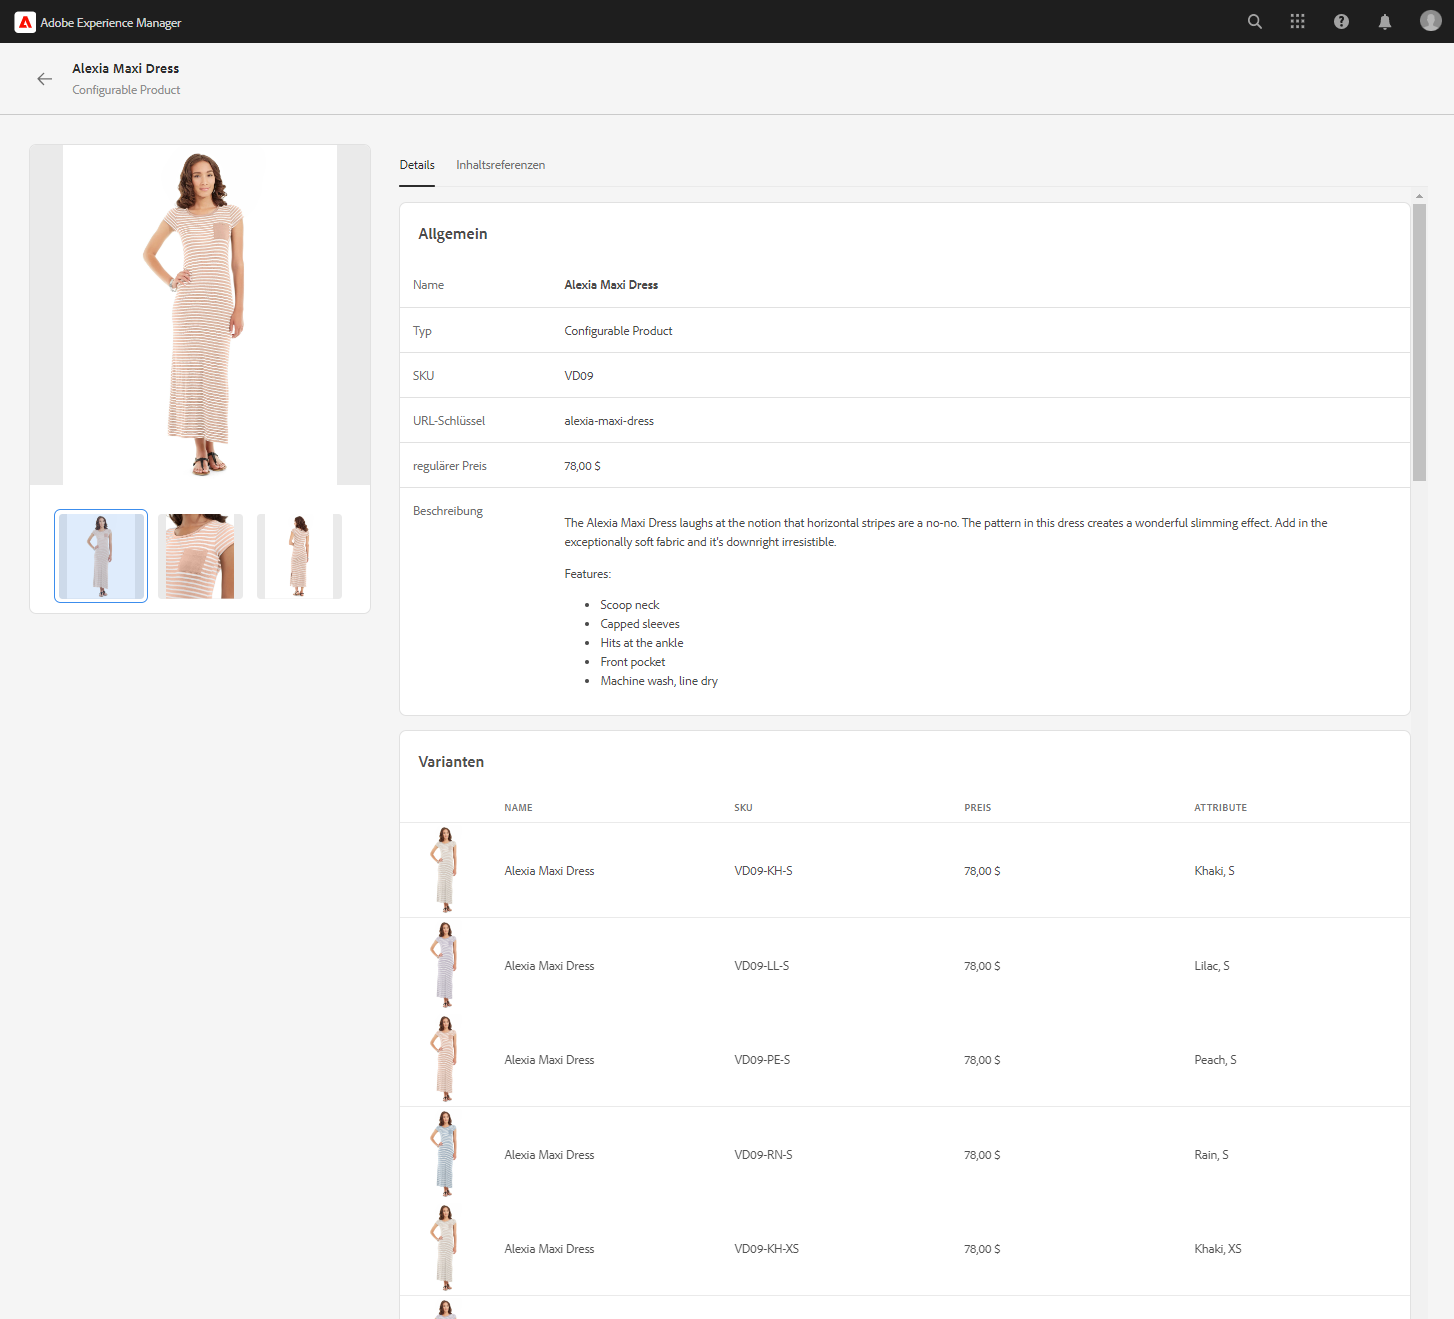 Adobe Experience Manager
Alexia Maxi Dress
Configurable Product
Details Inhaltsreferenzen
Allgemein
Name Alexia Maxi Dress
Typ Configurable Product
SKU VD09
URL-Schlüssel alexia-maxi-dress
regulärer Preis 78,00 $
Beschreibung
The Alexia Maxi Dress laughs at the notion that horizontal stripes are a no-no. The pattern in this dress creates a wonderful slimming effect. Add in the
exceptionally soft fabric and it's downright irresistible.
Features:
• Scoop neck
• Capped sleeves
• Hits at the ankle
• Front pocket
• Machine wash, line dry
Varianten
NAME SKU PREIS ATTRIBUTE
Alexia Maxi Dress VD09-KH-S 78,00 $ Khaki, S
Alexia Maxi Dress VD09-LL-S 78,00 $ Lilac, S
Alexia Maxi Dress VD09-PE-S 78,00 $ Peach, S
Alexia Maxi Dress VD09-RN-S 78,00 $ Rain, S
Alexia Maxi Dress VD09-KH-XS 78,00 $ Khaki, XS